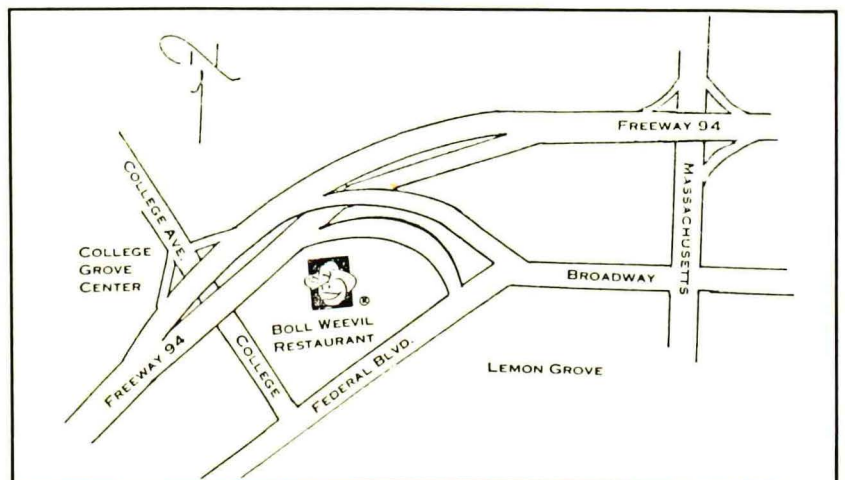 FREEWAY 94
MASSACHUSETTS
COLLEGE AVE.
COLLEGE
GROVE
CENTER
BROADWAY
®
BOLL WEEVIL
RESTAURANT
FREEWAY 94
COLLEGE
FEDERAL BLVD.
LEMON GROVE